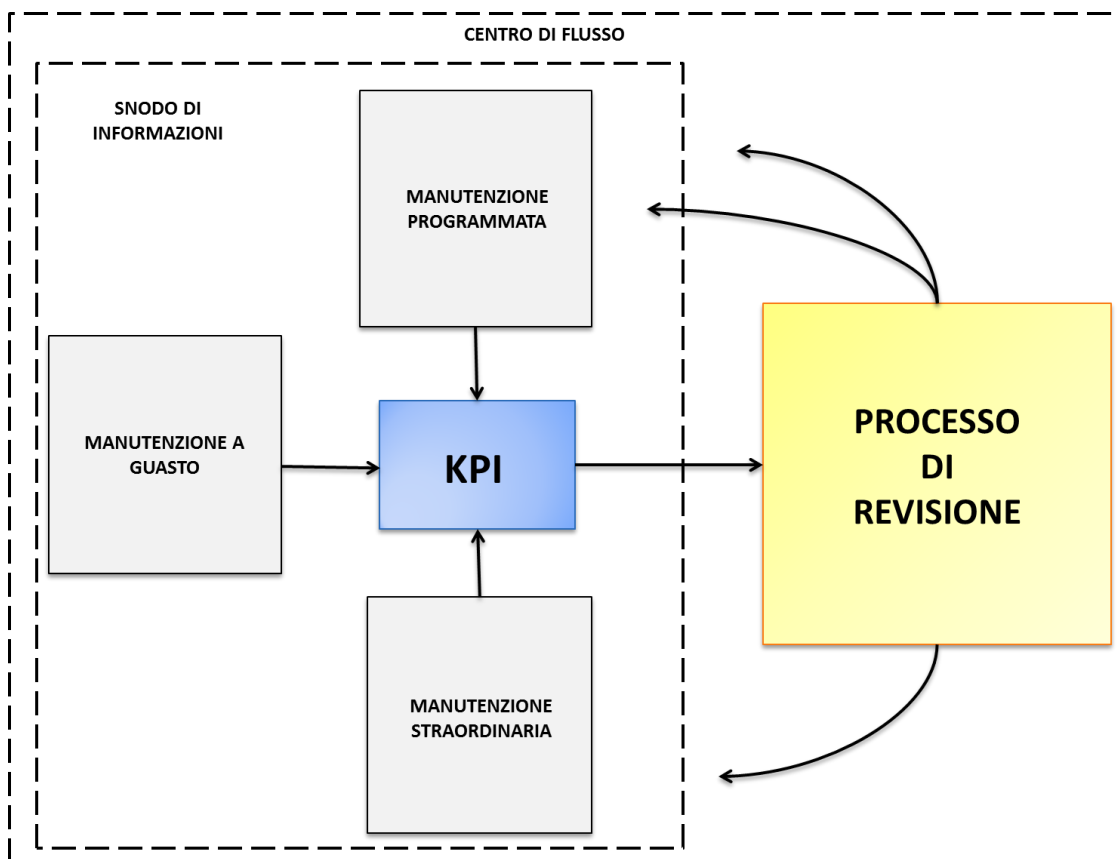 CENTRO DI FLUSSO
SNODO DI
INFORMAZIONI
MANUTENZIONE
PROGRAMMATA
MANUTENZIONE A
GUASTO
KPI
PROCESSO
DI
REVISIONE
MANUTENZIONE
STRAORDINARIA